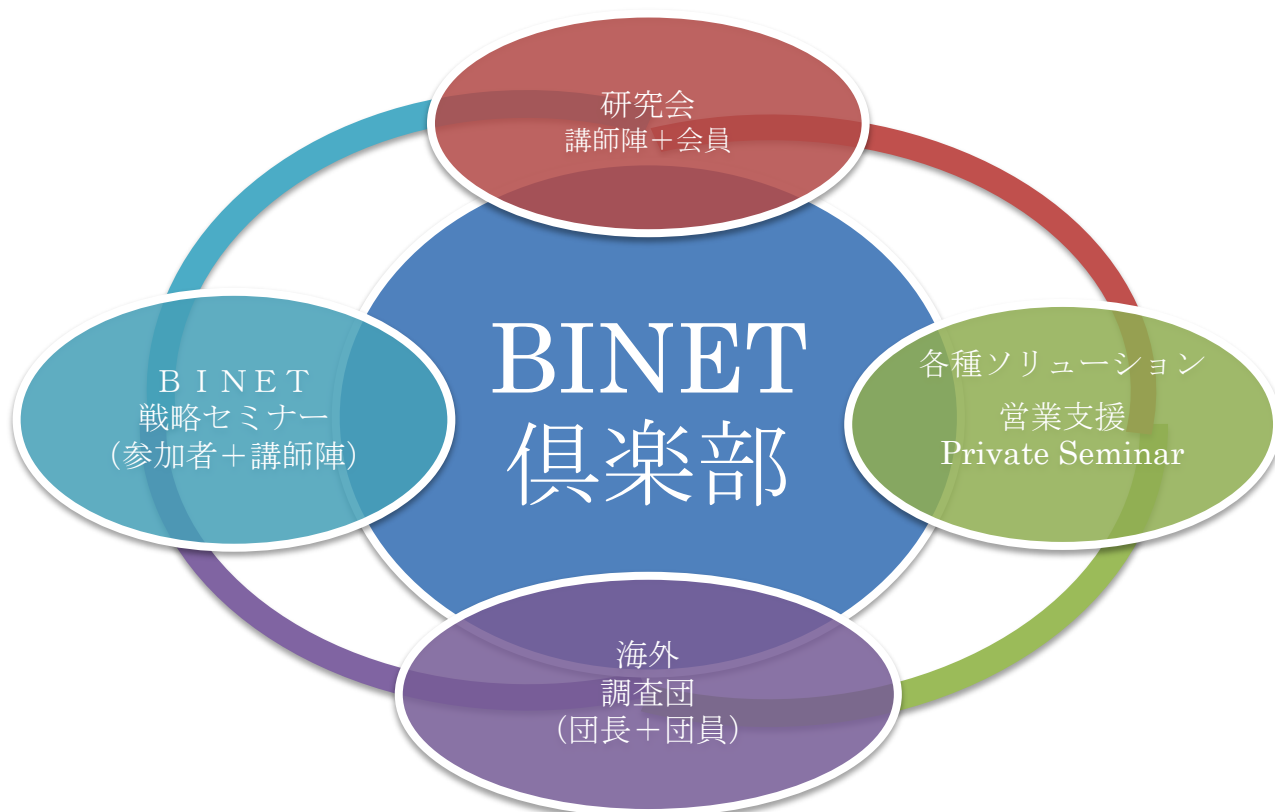 研究会
講師陣＋会員
BINET
倶楽部
ＢＩＮＥＴ
戦略セミナー
（参加者＋講師陣）
各種ソリューション
営業支援
Private Seminar
海外
調査団
（団長＋団員）